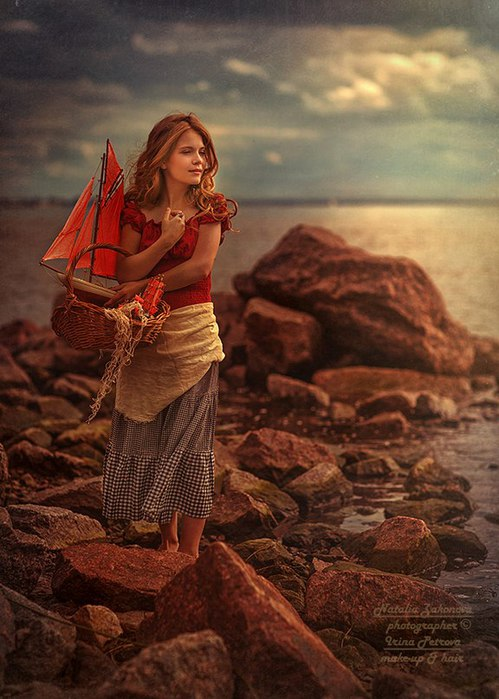 Natalia Zakonova
photographer
©
Irina Petrova
make-up & hair